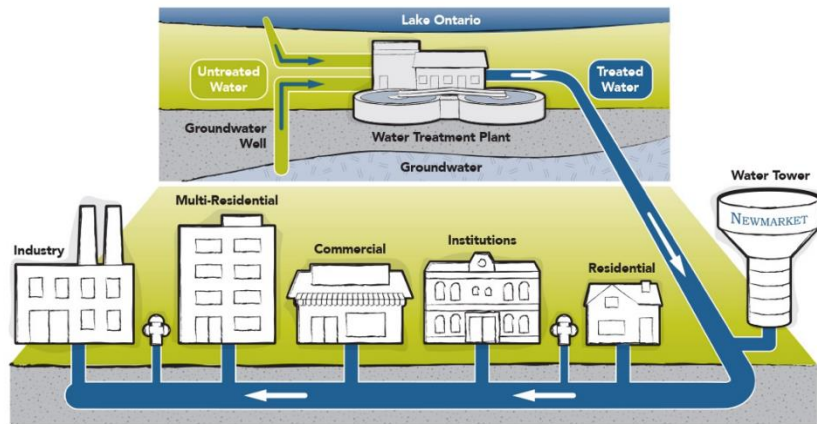 Lake Ontario
Untreated
Water
Treated
Water
Groundwater
Well
Water Treatment Plant
Groundwater
Water Tower
NEWMARKET
Multi-Residential
Industry
Commercial
Institutions
Residential